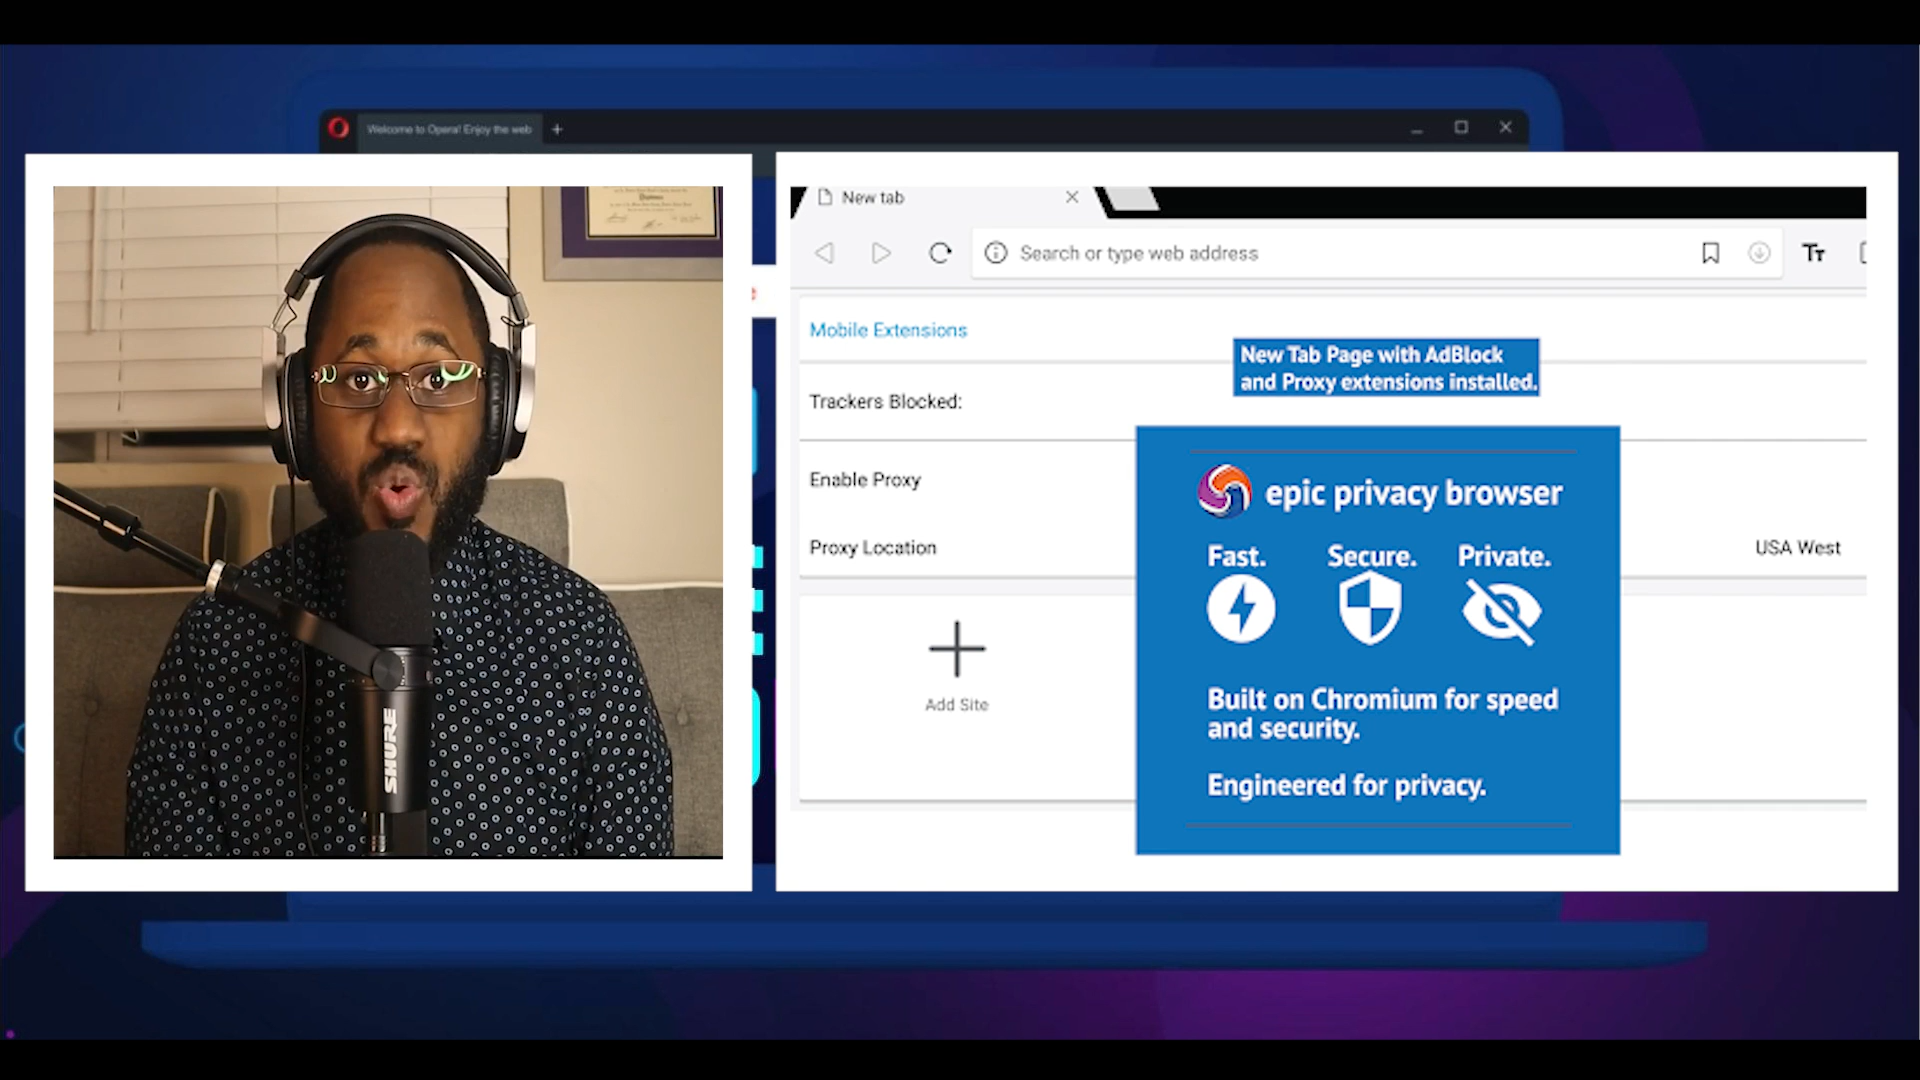 Welcome to Opera! Enjoy the web
New tab
Search or type web address
Tт
Mobile Extensions
New Tab Page with AdBlock
and Proxy extensions installed.
Trackers Blocked:
Enable Proxy
Proxy Location
USA West
Add Site
epic privacy browser
Fast. Secure. Private.
Built on Chromium for speed
and security.
Engineered for privacy.
SHURE